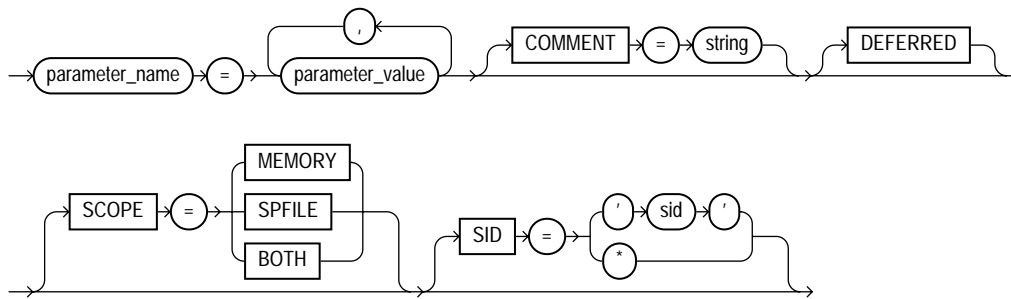 ,
COMMENT = string DEFERRED
parameter_name = parameter_value
MEMORY
SCOPE = SPFILE SID = ' sid '
BOTH *